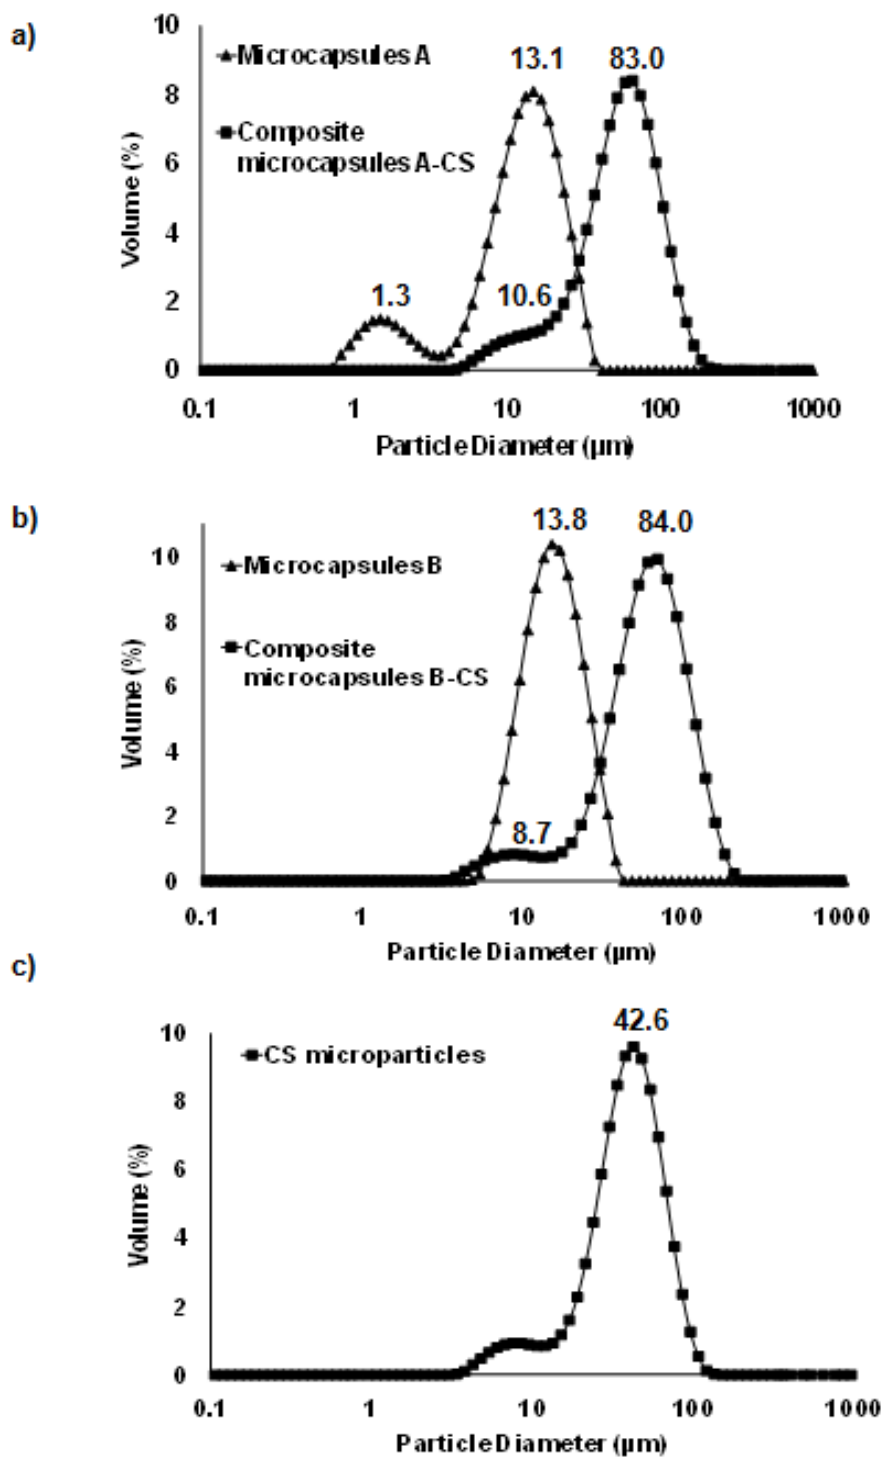 a)
10
8
6
4
2
0
Volume (%)
Microcapsules A
Composite
microcapsules A-CS
13.1
83.0
1.3
10.6
0.1
1
10
100
1000
Particle Diameter (µm)
b)
10
8
6
4
2
0
Volume (%)
Microcapsules B
Composite
microcapsules B-CS
13.8
84.0
8.7
0.1
1
10
100
1000
Particle Diameter (µm)
c)
10
8
6
4
2
0
Volume (%)
CS microparticles
42.6
0.1
1
10
100
1000
Particle Diameter (µm)